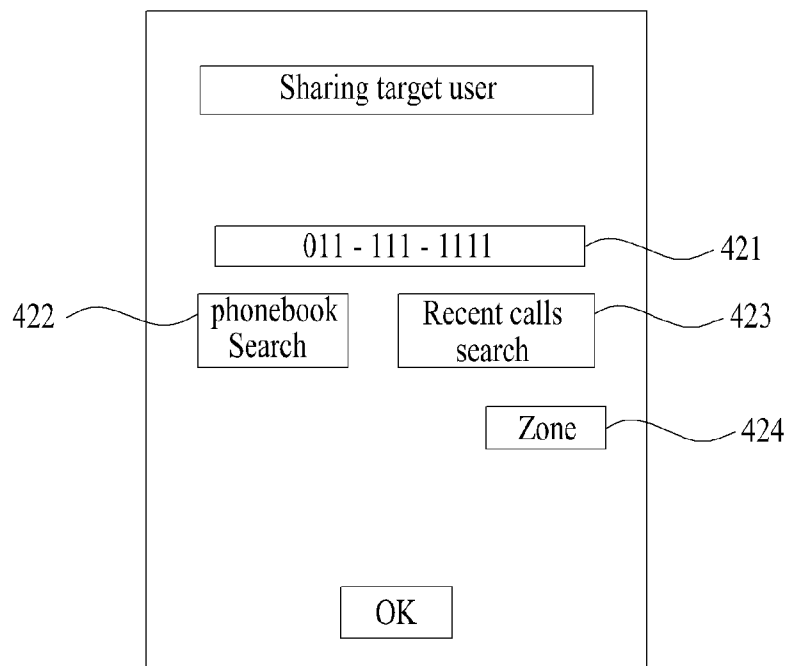 Sharing target user
011 - 111 - 1111
421
422
phonebook
Search
Recent calls
search
423
Zone
424
OK